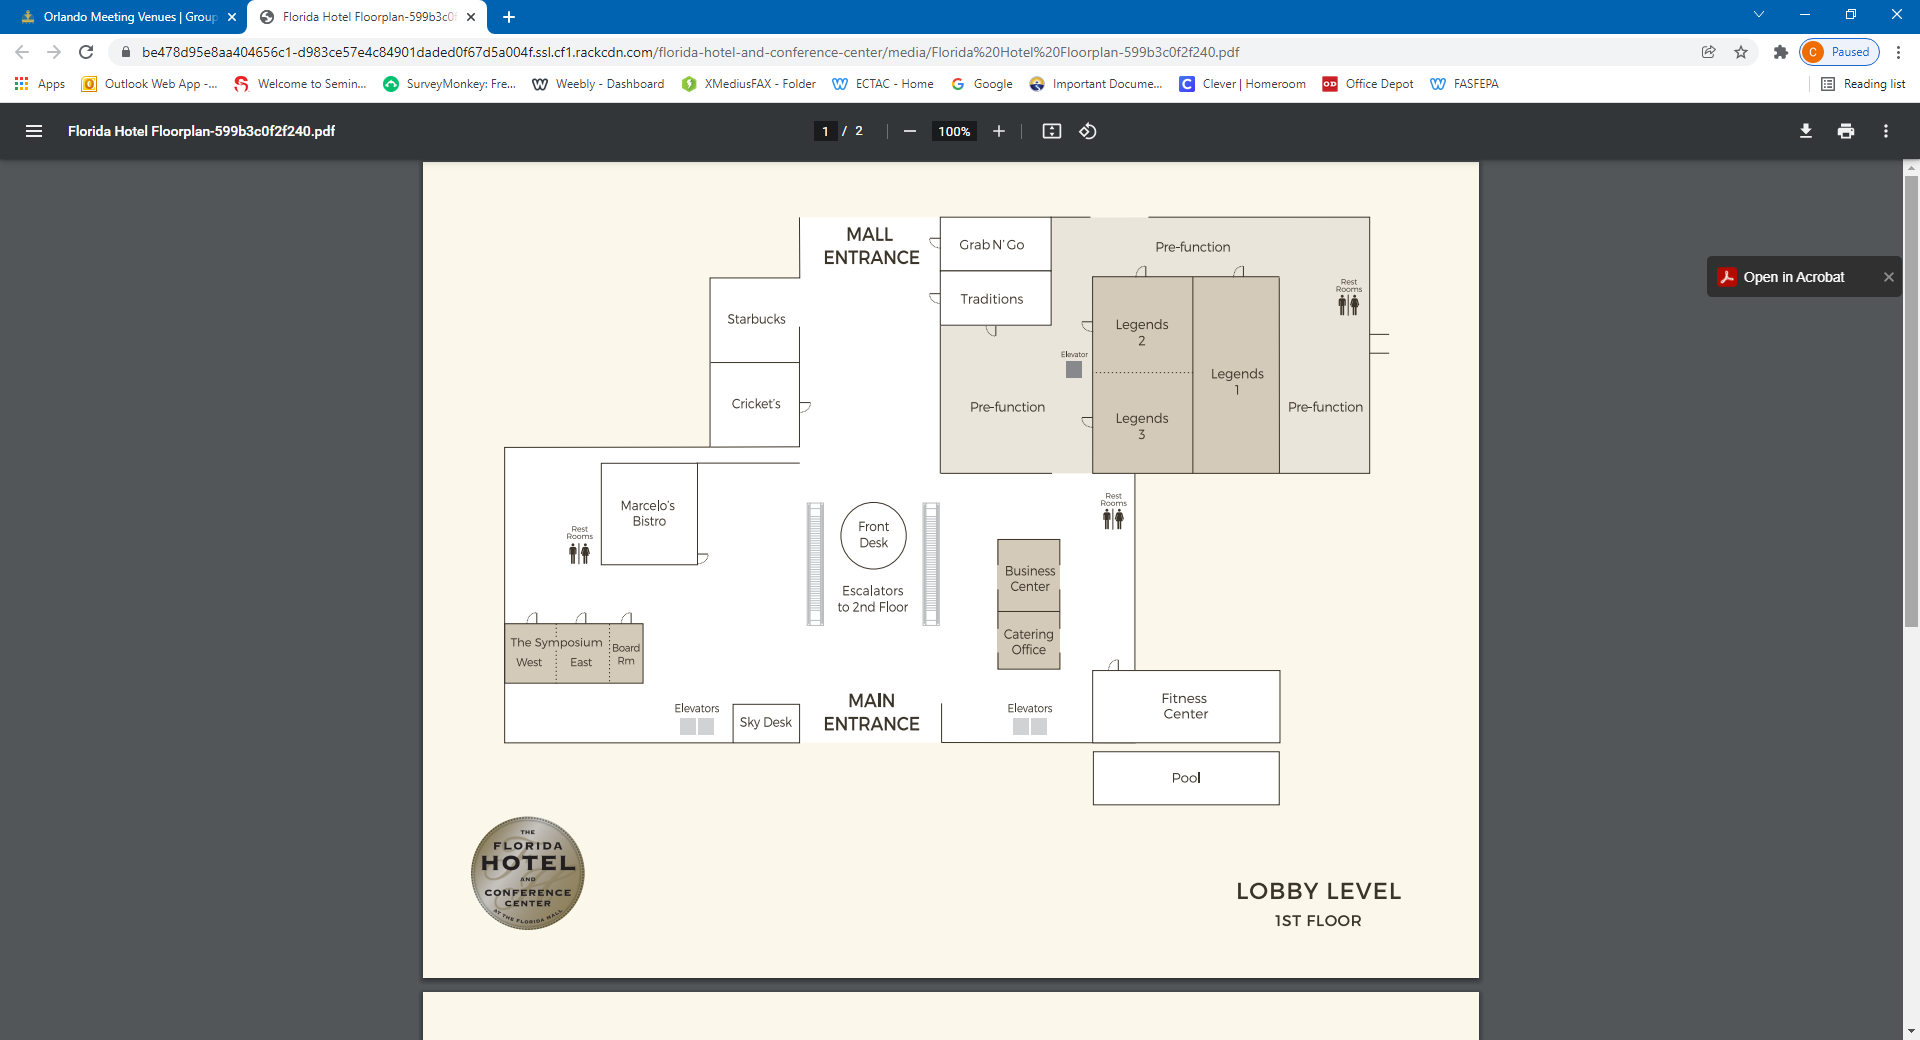 Orlando Meeting Venues | Group
Florida Hotel Floorplan-599b3c0f
be478d95e8aa404656c1-d983ce57e4c84901daded0f67d5a004f.ssl.cf1.rackcdn.com/florida-hotel-and-conference-center/media/Florida%20Hotel%20Floorplan-599b3c0f2f240.pdf
C Paused
Apps Outlook Web App -... Welcome to Semin... SurveyMonkey: Fre... Weebly - Dashboard XMediusFAX - Folder ECTAC - Home Google Important Docume... Clever | Homeroom Office Depot FASFEPA Reading list
Florida Hotel Floorplan-599b3c0f2f240.pdf
1 / 2
100%
Open in Acrobat
MALL
ENTRANCE
Grab N' Go
Pre-function
Traditions
Rest
Rooms
Starbucks
Legends
2
Elevator
Legends
1
Cricket's
Pre-function
Legends
3
Pre-function
Marcelo's
Bistro
Rest
Rooms
Front
Desk
Rest
Rooms
Escalators
to 2nd Floor
Business
Center
Catering
Office
The Symposium
West
East
Board
Rm
Elevators
Sky Desk
MAIN
ENTRANCE
Elevators
Fitness
Center
Pool
THE
FLORIDA
HOTEL
AND
CONFERENCE
CENTER
AT THE FLORIDA MALL
LOBBY LEVEL
1ST FLOOR